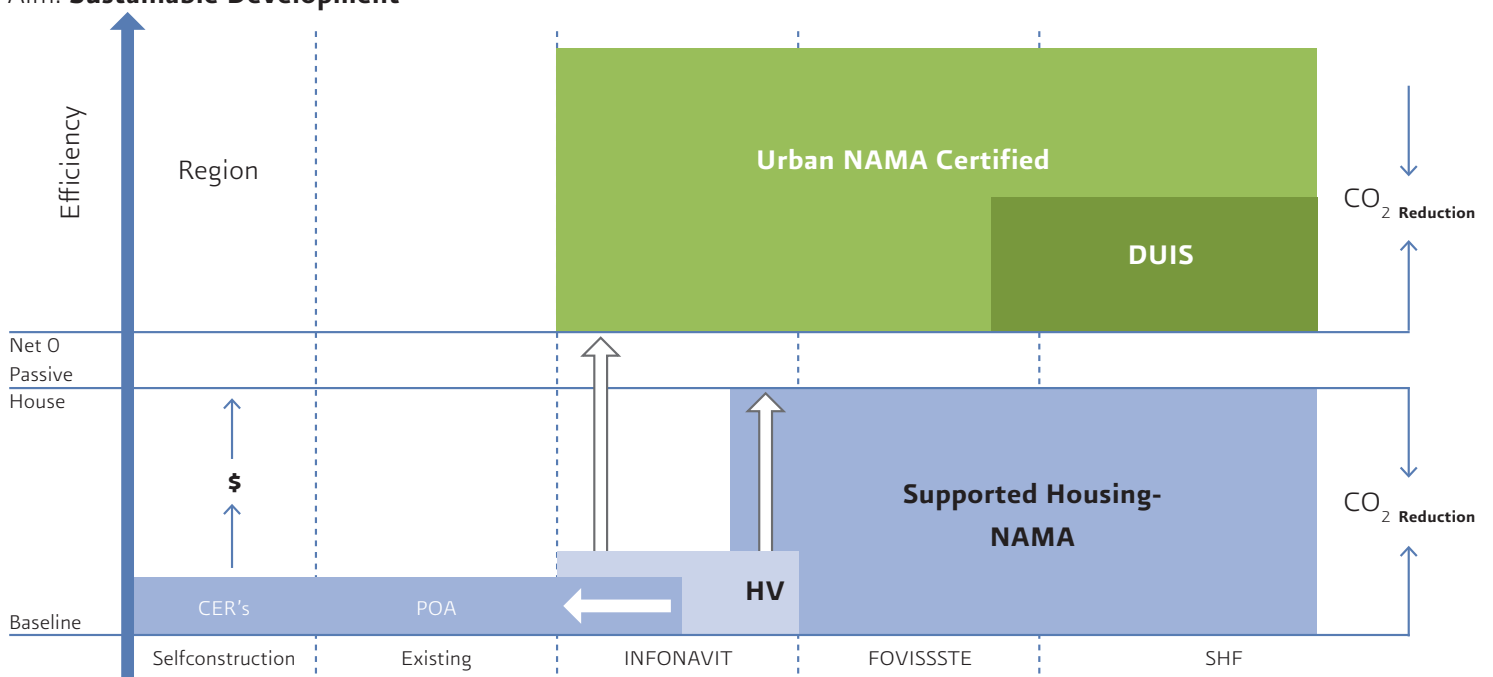 Aim: Sustainable Development
Efficiency
Region
Urban NAMA Certified
DUIS
CO2 Reduction
Net 0
Passive
House
$
Supported Housing-
NAMA
CO2 Reduction
HV
CER's
POA
Baseline
Selfconstruction
Existing
INFONAVIT
FOVISSSTE
SHF